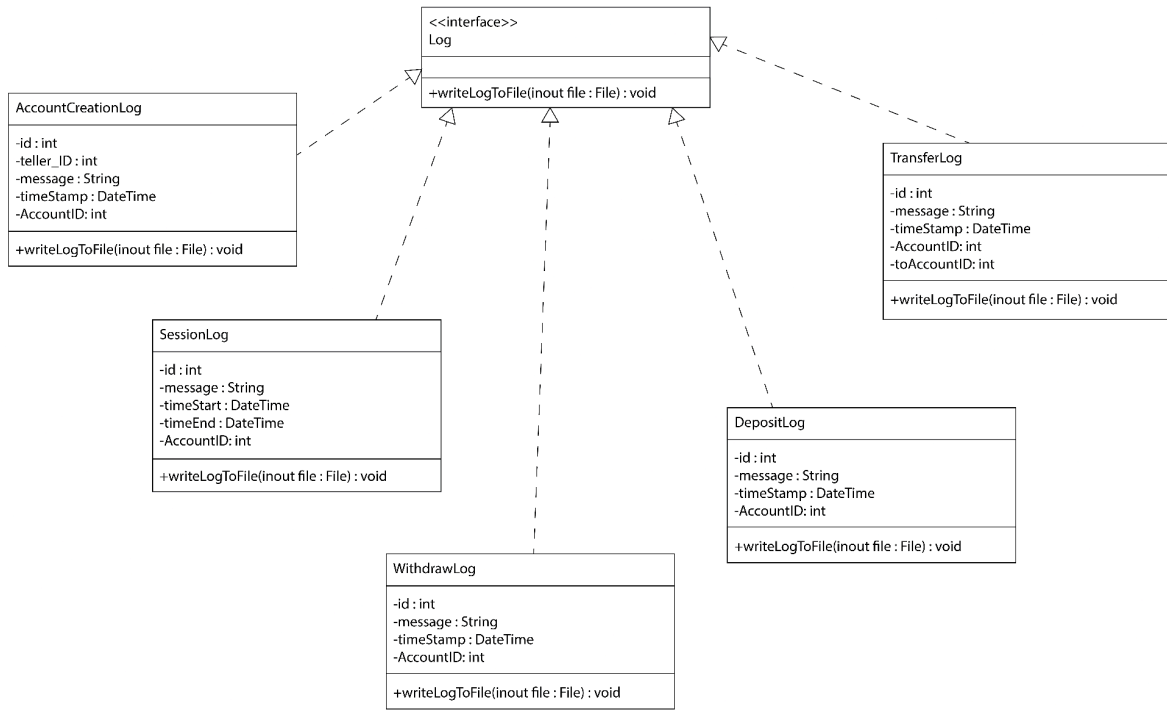 <<interface>>
Log
+writeLogToFile(inout file : File) : void
AccountCreationLog
-id : int
-teller_ID : int
-message : String
-timeStamp : DateTime
-AccountID: int
+writeLogToFile(inout file : File) : void
TransferLog
-id : int
-message : String
-timeStamp : DateTime
-AccountID: int
-toAccountID: int
+writeLogToFile(inout file : File) : void
SessionLog
-id : int
-message : String
-timeStart : DateTime
-timeEnd : DateTime
-AccountID: int
+writeLogToFile(inout file : File) : void
DepositLog
-id : int
-message : String
-timeStamp : DateTime
-AccountID: int
+writeLogToFile(inout file : File) : void
WithdrawLog
-id : int
-message : String
-timeStamp : DateTime
-AccountID: int
+writeLogToFile(inout file : File) : void